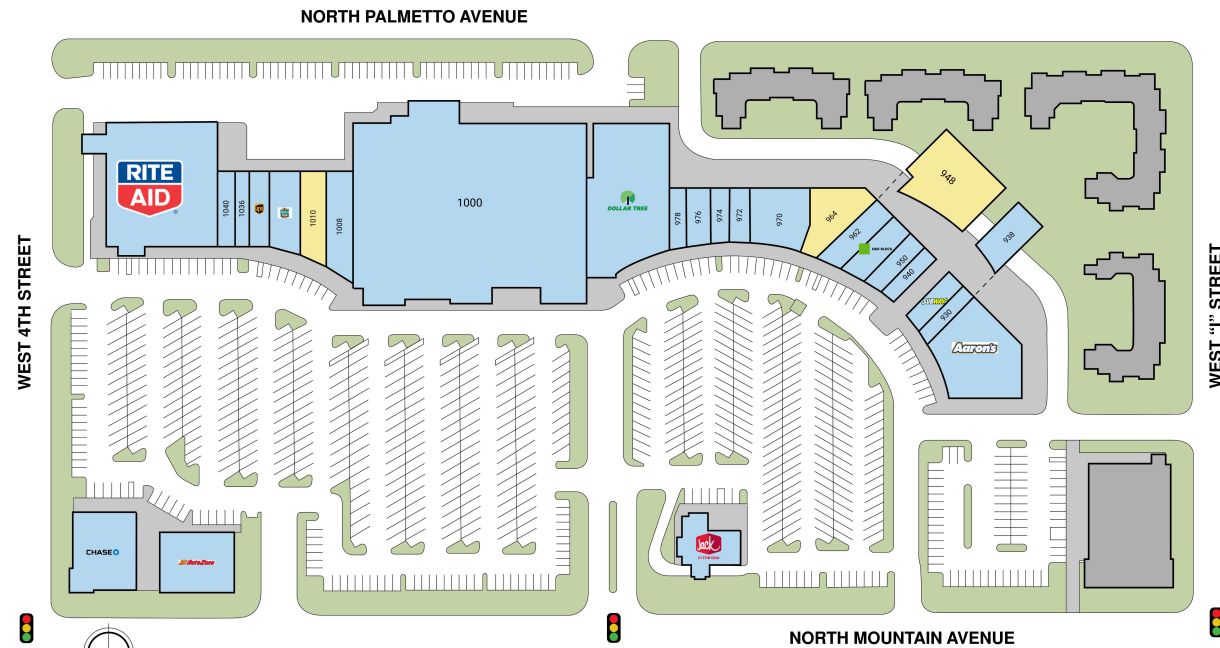 NORTH PALMETTO AVENUE
WEST 4TH STREET
RITE
AID
1040
1036
ups
1010
1008
1000
DOLLAR TREE
978
976
974
972
970
964
962
H&R BLOCK
950
940
948
938
SUBWAY
930
Aaron's
WEST "I" STREET
CHASE
AutoZone
Jack
in the box
NORTH MOUNTAIN AVENUE